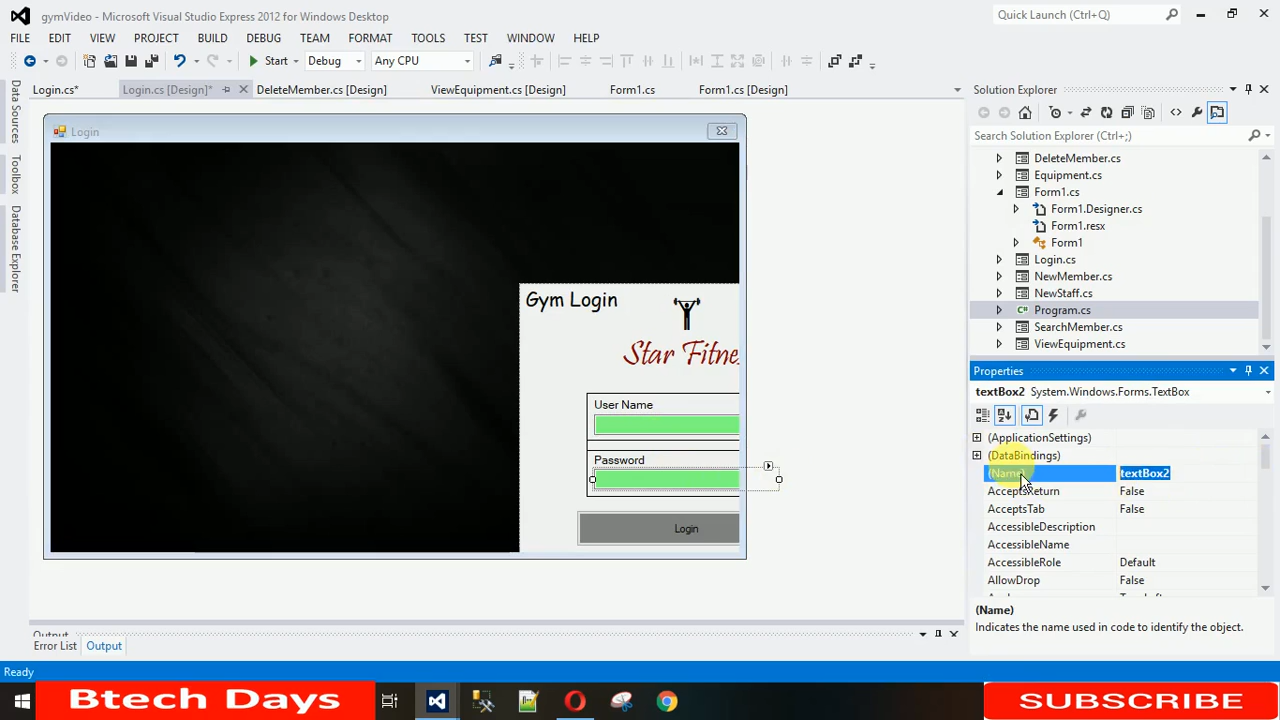 gymVideo - Microsoft Visual Studio Express 2012 for Windows Desktop
Quick Launch (Ctrl+Q)
FILE EDIT VIEW PROJECT BUILD DEBUG TEAM FORMAT TOOLS TEST WINDOW HELP
Start Debug Any CPU
Login.cs* Login.cs [Design]* DeleteMember.cs [Design] ViewEquipment.cs [Design] Form1.cs Form1.cs [Design]
Data Sources
Toolbox
Database Explorer
Login
Gym Login
Star Fitne
User Name
Password
Login
Output
Error List Output
Solution Explorer
Search Solution Explorer (Ctrl+;)
DeleteMember.cs
Equipment.cs
Form1.cs
Form1.Designer.cs
Form1.resx
Form1
Login.cs
NewMember.cs
NewStaff.cs
Program.cs
SearchMember.cs
ViewEquipment.cs
Properties
textBox2 System.Windows.Forms.TextBox
(ApplicationSettings)
(DataBindings)
(Name) textBox2
AcceptsReturn False
AcceptsTab False
AccessibleDescription
AccessibleName
AccessibleRole Default
AllowDrop False
(Name)
Indicates the name used in code to identify the object.
Ready
Btech Days
SUBSCRIBE